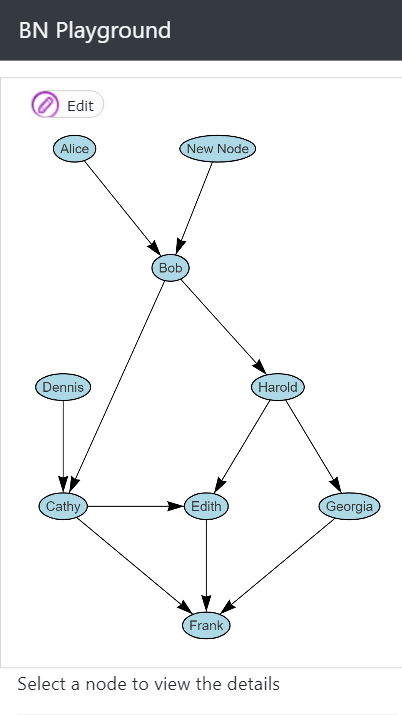 BN Playground
Edit
Alice
New Node
Bob
Dennis
Harold
Cathy
Edith
Georgia
Frank
Select a node to view the details